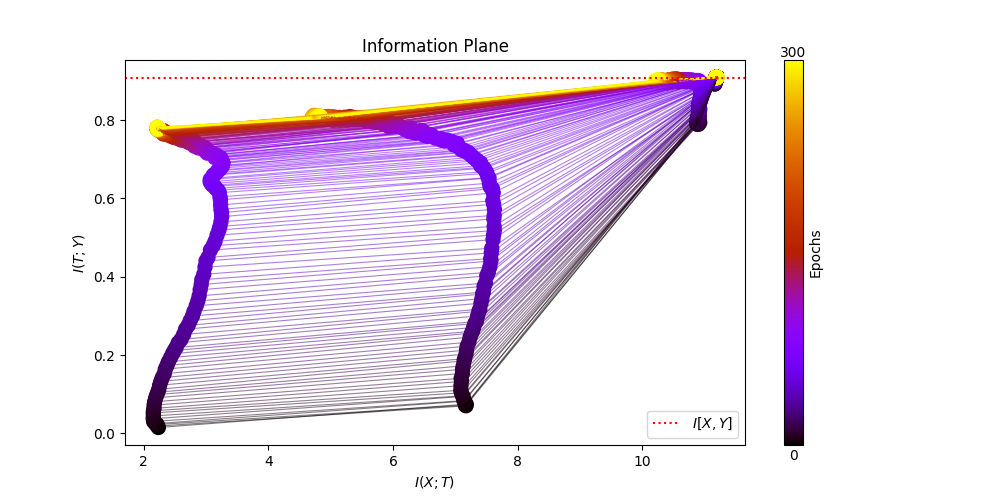 Information Plane
300
0.8
0.6
0.4
0.2
0.0
I(T; Y)
2
4
6
8
10
I(X; T)
I[X, Y]
Epochs
0